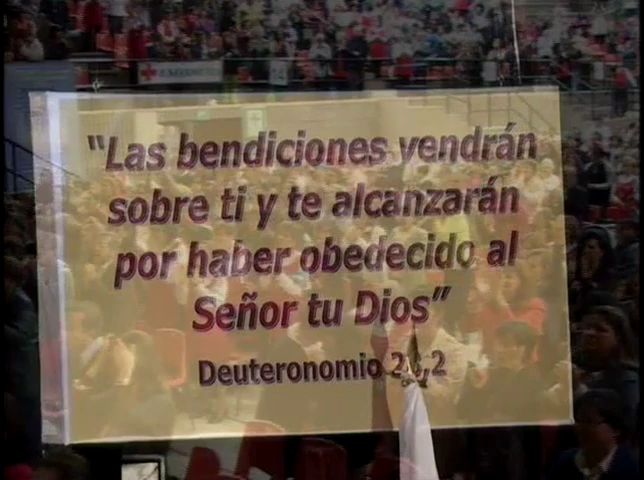 “Las bendiciones vendrán
sobre ti y te alcanzarán
por haber obedecido al
Señor tu Dios”
Deuteronomio